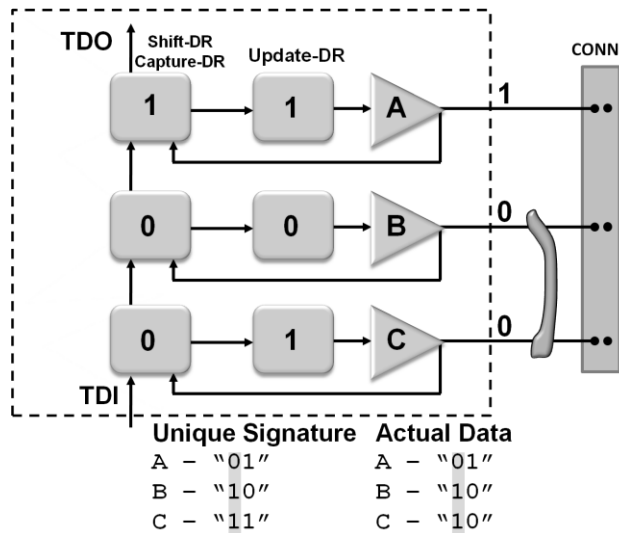 TDO
Shift-DR
Capture-DR
Update-DR
CONN
1
1
A
1
0
0
B
0
0
1
C
0
TDI
Unique Signature Actual Data
A – “01” A – “01”
B – “10” B – “10”
C – “11” C – “10”